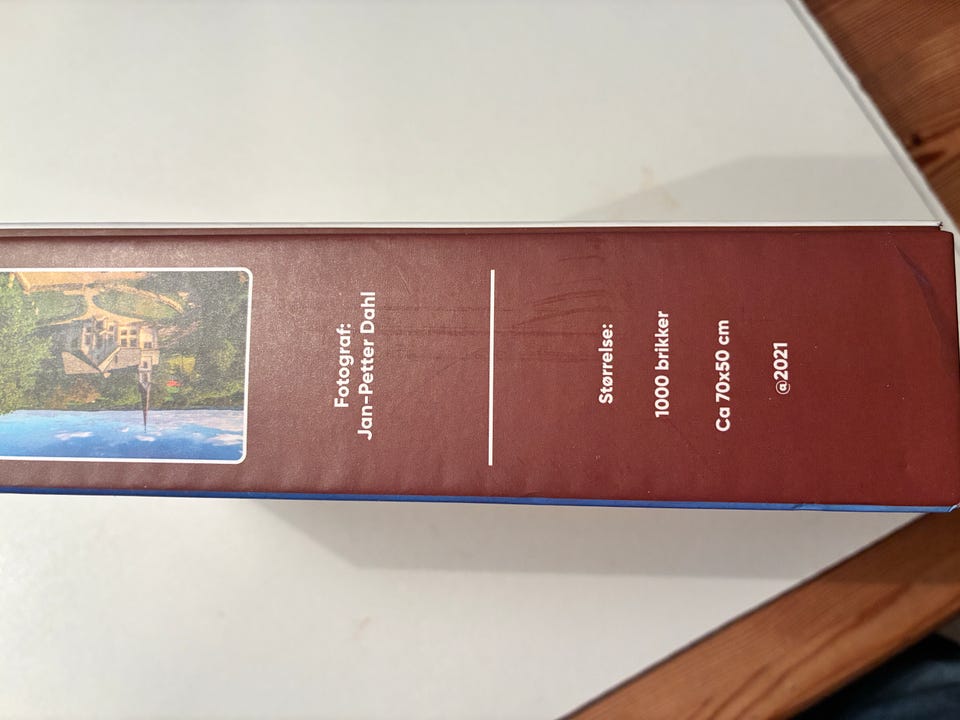 Fotograf:
Jan-Petter Dahl
Størrelse:
1000 brikker
Ca 70x50 cm
@2021